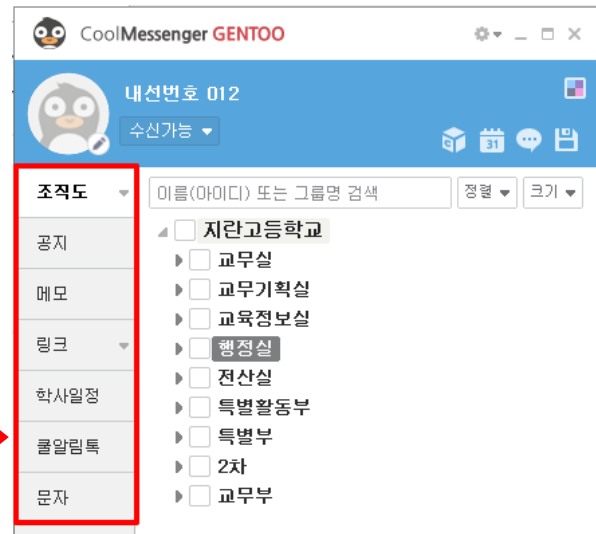 CoolMessenger GENTOO
내선번호 012
수신가능
31
조직도
이름(아이디) 또는 그룹명 검색
정렬
크기
공지
메모
링크
학사일정
쿨알림톡
문자
지란고등학교
교무실
교무기획실
교육정보실
행정실
전산실
특별활동부
특별부
2차
교무부